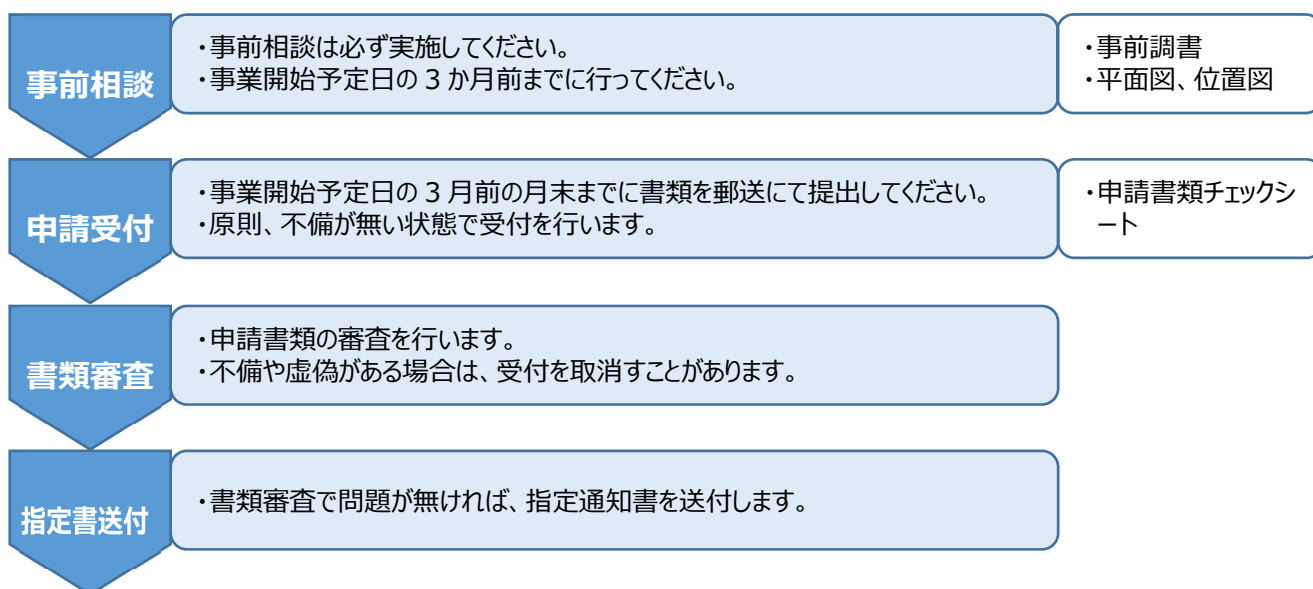 事前相談
・事前相談は必ず実施してください。
・事業開始予定日の 3 か月前までに行ってください。
・事前調書
・平面図、位置図
申請受付
・事業開始予定日の 3 月前の月末までに書類を郵送にて提出してください。
・原則、不備が無い状態で受付を行います。
・申請書類チェックシ
ート
書類審査
・申請書類の審査を行います。
・不備や虚偽がある場合は、受付を取消すことがあります。
指定書送付
・書類審査で問題が無ければ、指定通知書を送付します。